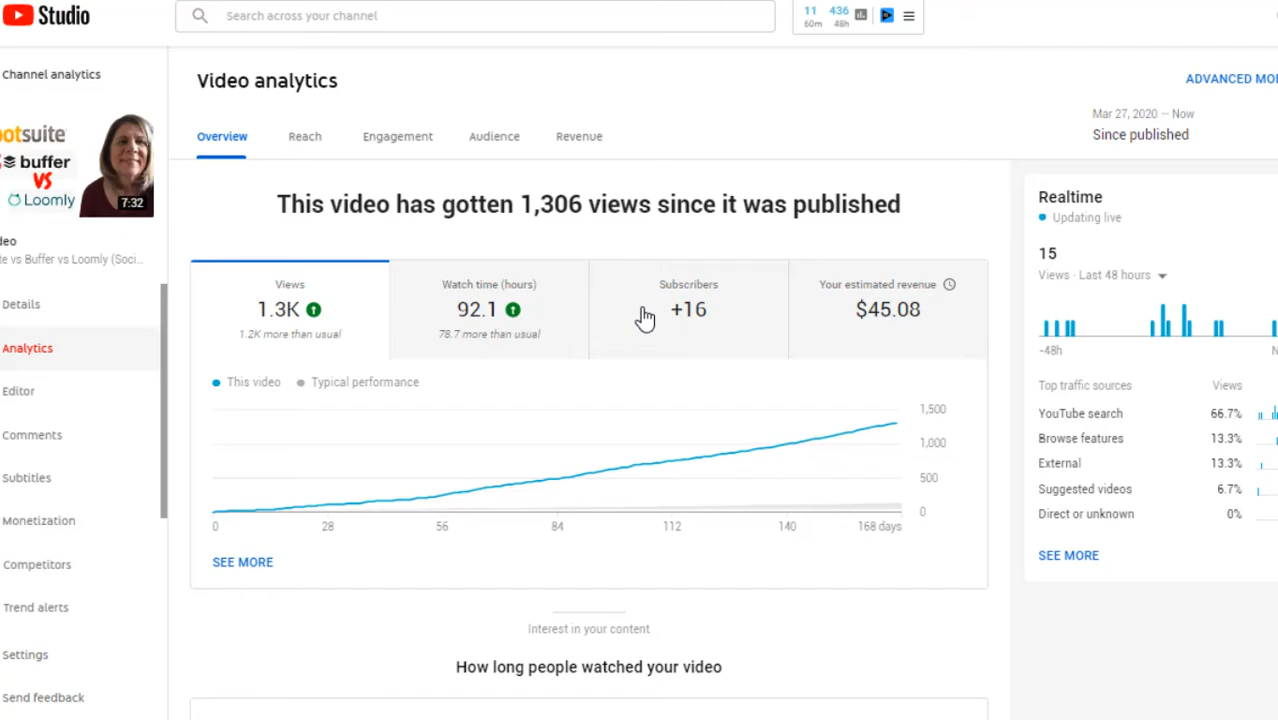 Studio
Search across your channel
11 436
60m 48h
Channel analytics
Video analytics
ADVANCED MO
Mar 27, 2020 — Now
Since published
Overview Reach Engagement Audience Revenue
otsuite
buffer
VS
Loomly
7:32
deo
te vs Buffer vs Loomly (Soci...
This video has gotten 1,306 views since it was published
Realtime
Updating live
15
Views · Last 48 hours
Views Watch time (hours) Subscribers Your estimated revenue
1.3K 92.1 +16 $45.08
1.2K more than usual 78.7 more than usual
-48h N
This video Typical performance
1,500
1,000
500
0
0 28 56 84 112 140 168 days
SEE MORE
Top traffic sources Views
YouTube search 66.7%
Browse features 13.3%
External 13.3%
Suggested videos 6.7%
Direct or unknown 0%
SEE MORE
Details
Analytics
Editor
Comments
Subtitles
Monetization
Competitors
Trend alerts
Settings
Send feedback
Interest in your content
How long people watched your video